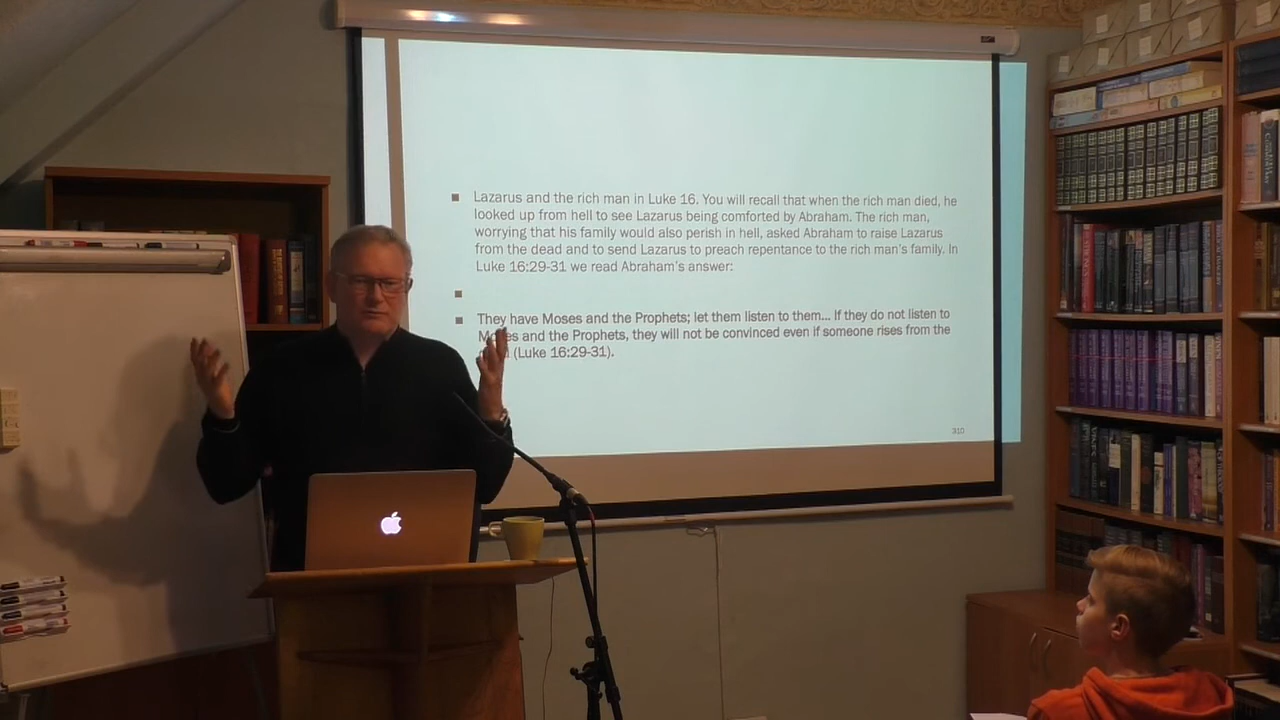 Lazarus and the rich man in Luke 16. You will recall that when the rich man died, he
looked up from hell to see Lazarus being comforted by Abraham. The rich man,
worrying that his family would also perish in hell, asked Abraham to raise Lazarus
from the dead and to send Lazarus to preach repentance to the rich man's family. In
Luke 16:29-31 we read Abraham's answer:
They have Moses and the Prophets; let them listen to them... If they do not listen to
and the Prophets, they will not be convinced even if someone rises from the
(Luke 16:29-31).
310